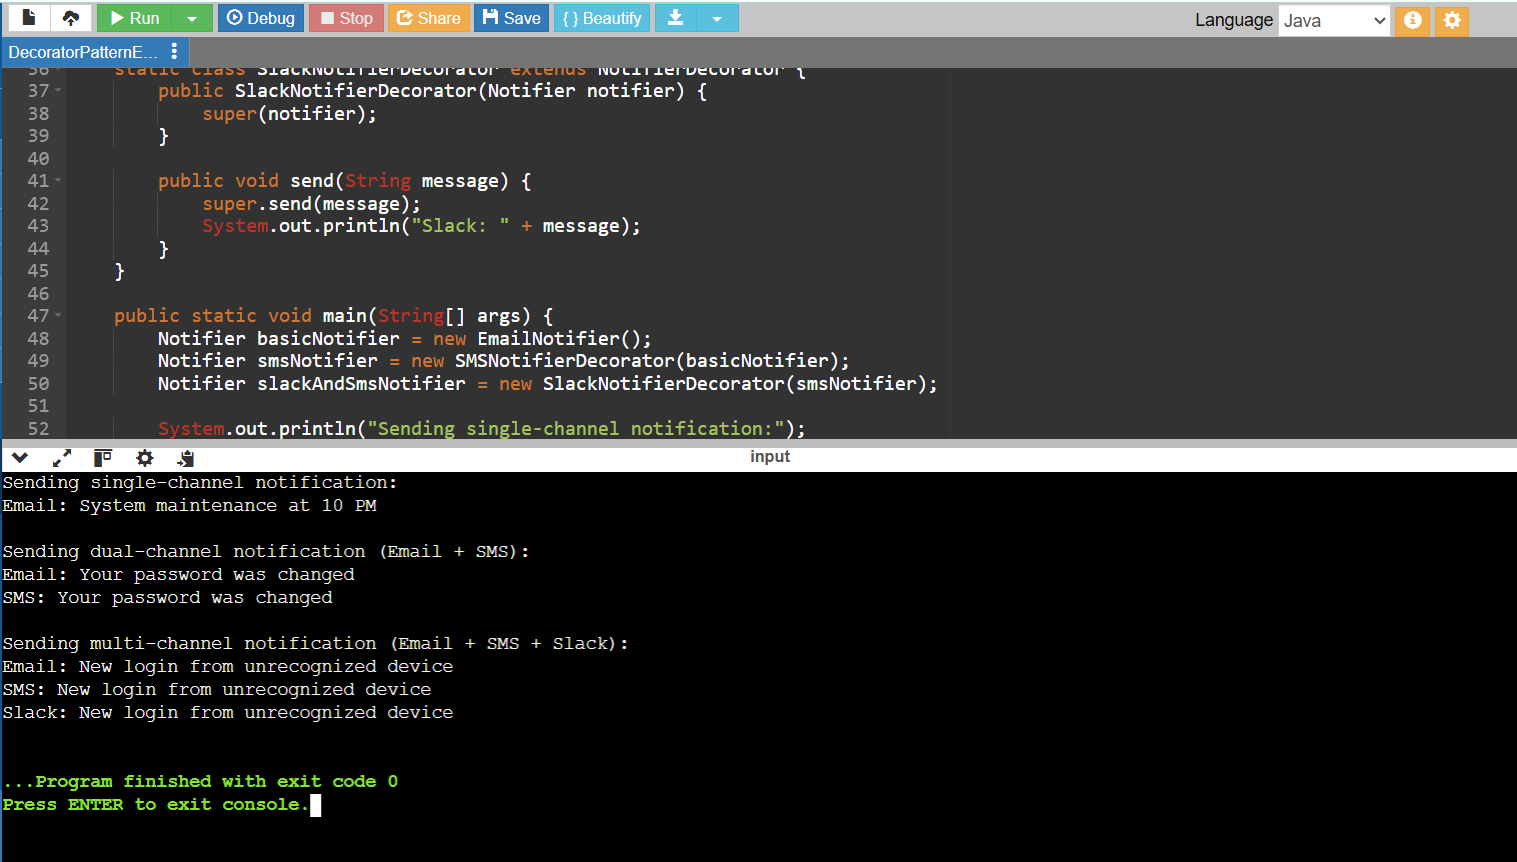 Run Debug Stop Share Save { } Beautify Language Java
DecoratorPatternE...
36 static class SlackNotifierDecorator extends NotifierDecorator {
37 public SlackNotifierDecorator(Notifier notifier) {
38 super(notifier);
39 }
40
41 public void send(String message) {
42 super.send(message);
43 System.out.println("Slack: " + message);
44 }
45 }
46
47 public static void main(String[] args) {
48 Notifier basicNotifier = new EmailNotifier();
49 Notifier smsNotifier = new SMSNotifierDecorator(basicNotifier);
50 Notifier slackAndSmsNotifier = new SlackNotifierDecorator(smsNotifier);
51
52 System.out.println("Sending single-channel notification:");
input
Sending single-channel notification:
Email: System maintenance at 10 PM
Sending dual-channel notification (Email + SMS):
Email: Your password was changed
SMS: Your password was changed
Sending multi-channel notification (Email + SMS + Slack):
Email: New login from unrecognized device
SMS: New login from unrecognized device
Slack: New login from unrecognized device
...Program finished with exit code 0
Press ENTER to exit console.